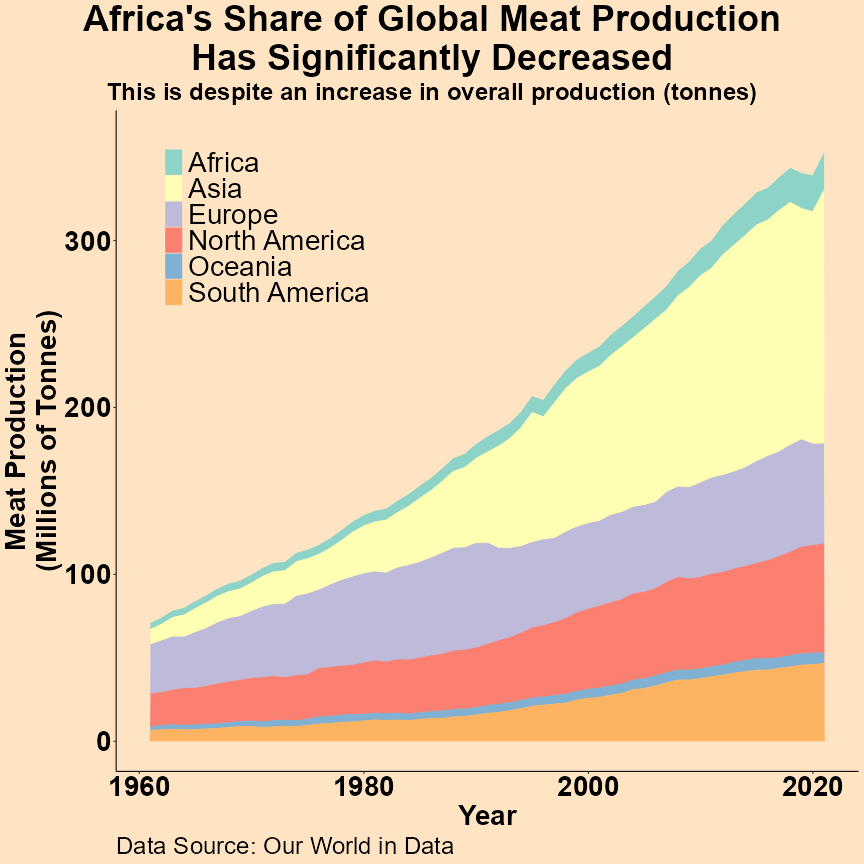 Africa's Share of Global Meat Production
Has Significantly Decreased
This is despite an increase in overall production (tonnes)
Africa
Asia
Europe
North America
Oceania
South America
Meat Production
(Millions of Tonnes)
300
200
100
0
1960 1980 2000 2020
Year
Data Source: Our World in Data